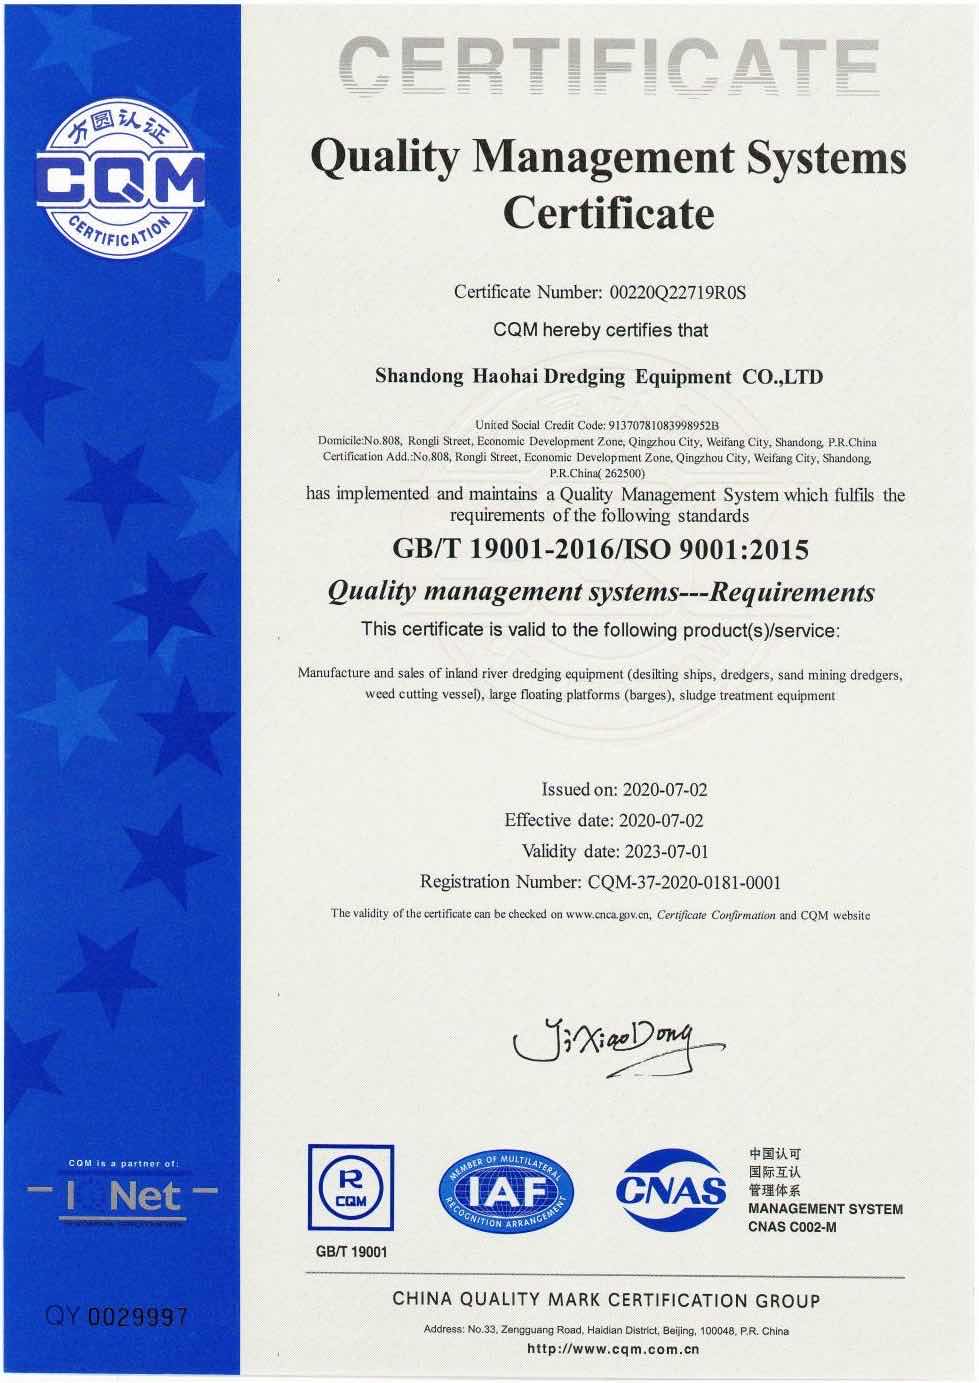 CERTIFICATE
方圆认证
CQM
CERTIFICATION
Quality Management Systems
Certificate
Certificate Number: 00220Q22719R0S
CQM hereby certifies that
Shandong Haohai Dredging Equipment CO.,LTD
United Social Credit Code: 91370781083998952B
Domicile:No.808, Rongli Street, Economic Development Zone, Qingzhou City, Weifang City, Shandong, P.R.China
Certification Add.:No.808, Rongli Street, Economic Development Zone, Qingzhou City, Weifang City, Shandong,
P.R.China( 262500)
has implemented and maintains a Quality Management System which fulfils the
requirements of the following standards
GB/T 19001-2016/ISO 9001:2015
Quality management systems---Requirements
This certificate is valid to the following product(s)/service:
Manufacture and sales of inland river dredging equipment (desilting ships, dredgers, sand mining dredgers,
weed cutting vessel), large floating platforms (barges), sludge treatment equipment
Issued on: 2020-07-02
Effective date: 2020-07-02
Validity date: 2023-07-01
Registration Number: CQM-37-2020-0181-0001
The validity of the certificate can be checked on www.cnca.gov.cn, Certificate Confirmation and CQM website
Ji XiaoDong
CQM is a partner of:
Net
QY 0029997
R
CQM
GB/T 19001
MEMBER OF MULTILATERAL
IAF
RECOGNITION ARRANGEMENT
CNAS
中国认可
国际互认
管理体系
MANAGEMENT SYSTEM
CNAS C002-M
CHINA QUALITY MARK CERTIFICATION GROUP
Address: No.33, Zengguang Road, Haidian District, Beijing, 100048, P.R. China
http://www.cqm.com.cn